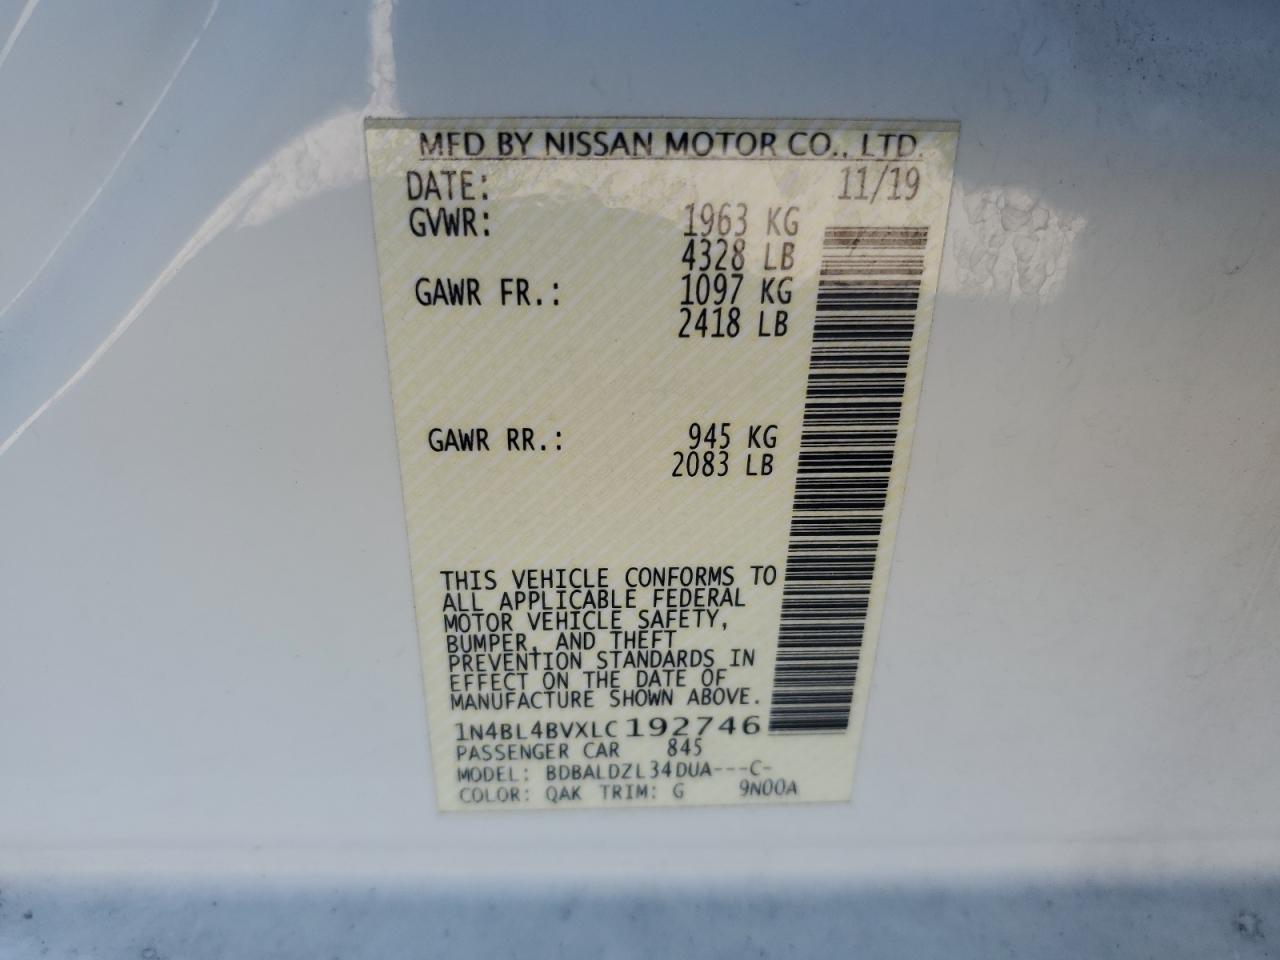 MFD BY NISSAN MOTOR CO., LTD.
DATE: 11/19
GVWR: 1963 KG
4328 LB
GAWR FR.: 1097 KG
2418 LB
GAWR RR.: 945 KG
2083 LB
THIS VEHICLE CONFORMS TO
ALL APPLICABLE FEDERAL
MOTOR VEHICLE SAFETY,
BUMPER, AND THEFT
PREVENTION STANDARDS IN
EFFECT ON THE DATE OF
MANUFACTURE SHOWN ABOVE.
1N4BL4BVXLC192746
PASSENGER CAR 845
MODEL: BDBALDZL34DUA---C-
COLOR: QAK TRIM: G 9N00A